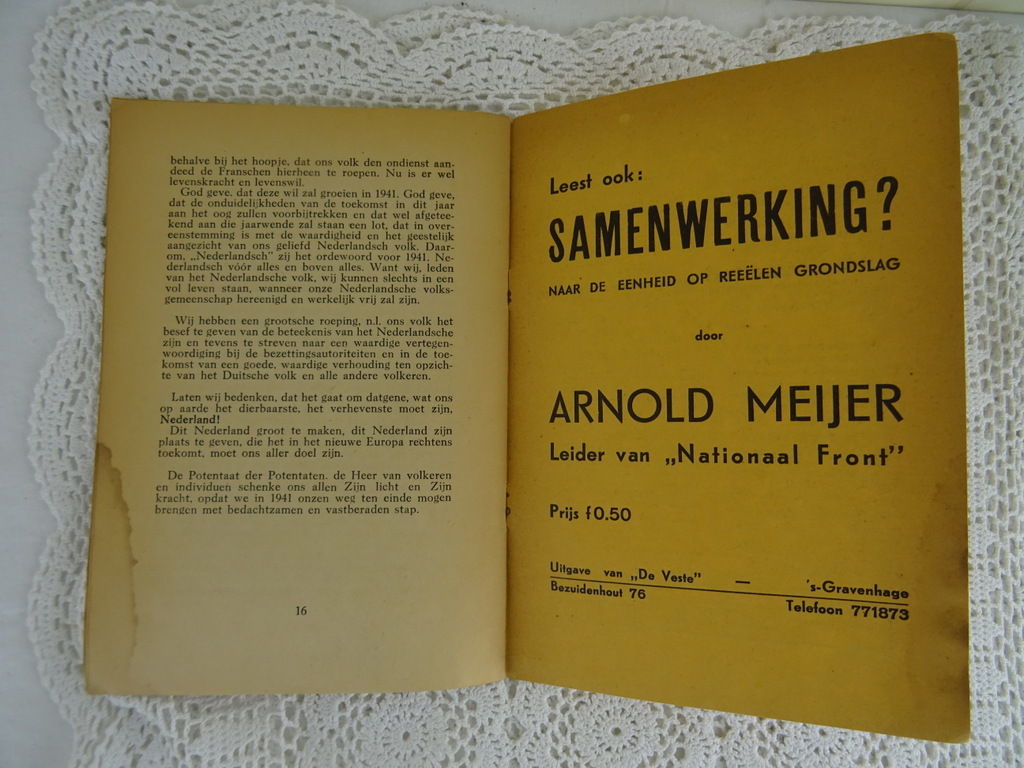 behalve bij het hoopje, dat ons volk den ondienst aan-
deed de Franschen hierheen te roepen. Nu is er wel
levenskracht en levenswil.
God geve, dat deze wil zal groeien in 1941. God geve,
dat de onduidelijkheden van de toekomst in dit jaar
aan het oog zullen voorbijtrekken en dat wel afgetee-
kend aan die jaarwende zal staan een lot, dat in over-
eenstemming is met de waardigheid en het geestelijk
aangezicht van ons geliefd Nederlandsch volk. Daar-
om, „Nederlandsch" zij het ordewoord voor 1941. Ne-
derlandsch vóór alles en boven alles. Want wij, leden
van het Nederlandsche volk, wij kunnen slechts in een
vol leven staan, wanneer onze Nederlandsche volks-
gemeenschap hereenigd en werkelijk vrij zal zijn.
Wij hebben een grootsche roeping, n.l. ons volk het
besef te geven van de beteekenis van het Nederlandsche
zijn en tevens te streven naar een waardige vertegen-
woordiging bij de bezettingsautoriteiten en in de toe-
komst van een goede, waardige verhouding ten opzich-
te van het Duitsche volk en alle andere volkeren.
Laten wij bedenken, dat het gaat om datgene, wat ons
op aarde het dierbaarste, het verhevenste moet zijn,
Nederland!
Dit Nederland groot te maken, dit Nederland zijn
plaats te geven, die het in het nieuwe Europa rechtens
toekomt, moet ons aller doel zijn.
De Potentaat der Potentaten, de Heer van volkeren
en individuen schenke ons allen Zijn licht en Zijn
kracht, opdat we in 1941 onzen weg ten einde mogen
brengen met bedachtzamen en vastberaden stap.
16
Leest ook:
SAMENWERKING?
NAAR DE EENHEID OP REEËLEN GRONDSLAG
door
ARNOLD MEIJER
Leider van „Nationaal Front"
Prijs f 0.50
Uitgave van „De Veste" — 's-Gravenhage
Bezuidenhout 76 Telefoon 771873